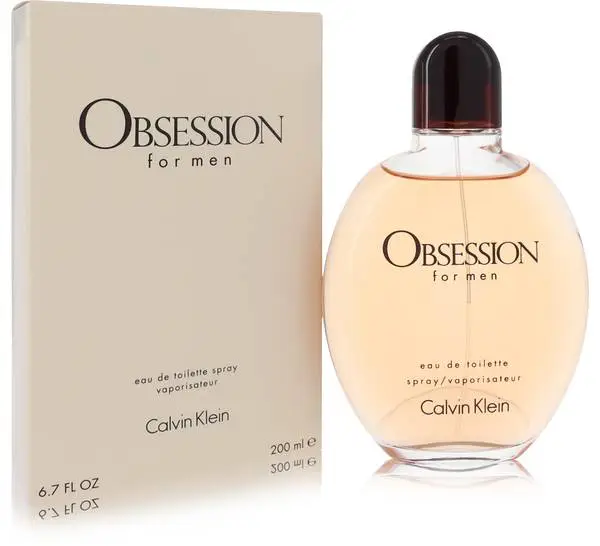 OBSESSION
for men
eau de toilette spray
vaporisateur
Calvin Klein
200 ml e
6.7 FL OZ
OBSESSION
for men
eau de toilette
spray/vaporisateur
Calvin Klein